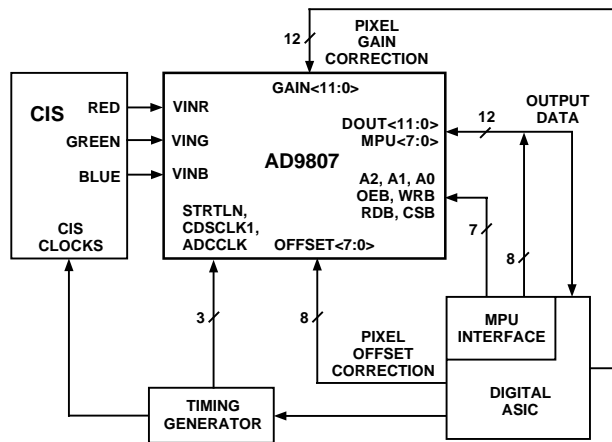 12
PIXEL
GAIN
CORRECTION
GAIN<11:0>
CIS
RED
GREEN
BLUE
CIS
CLOCKS
VINR
VING
VINB
AD9807
DOUT<11:0>
MPU<7:0>
12
OUTPUT
DATA
A2, A1, A0
OEB, WRB
RDB, CSB
STRTLN,
CDSCLK1,
ADCCLK
OFFSET<7:0>
7
8
3
8
PIXEL
OFFSET
CORRECTION
MPU
INTERFACE
DIGITAL
ASIC
TIMING
GENERATOR